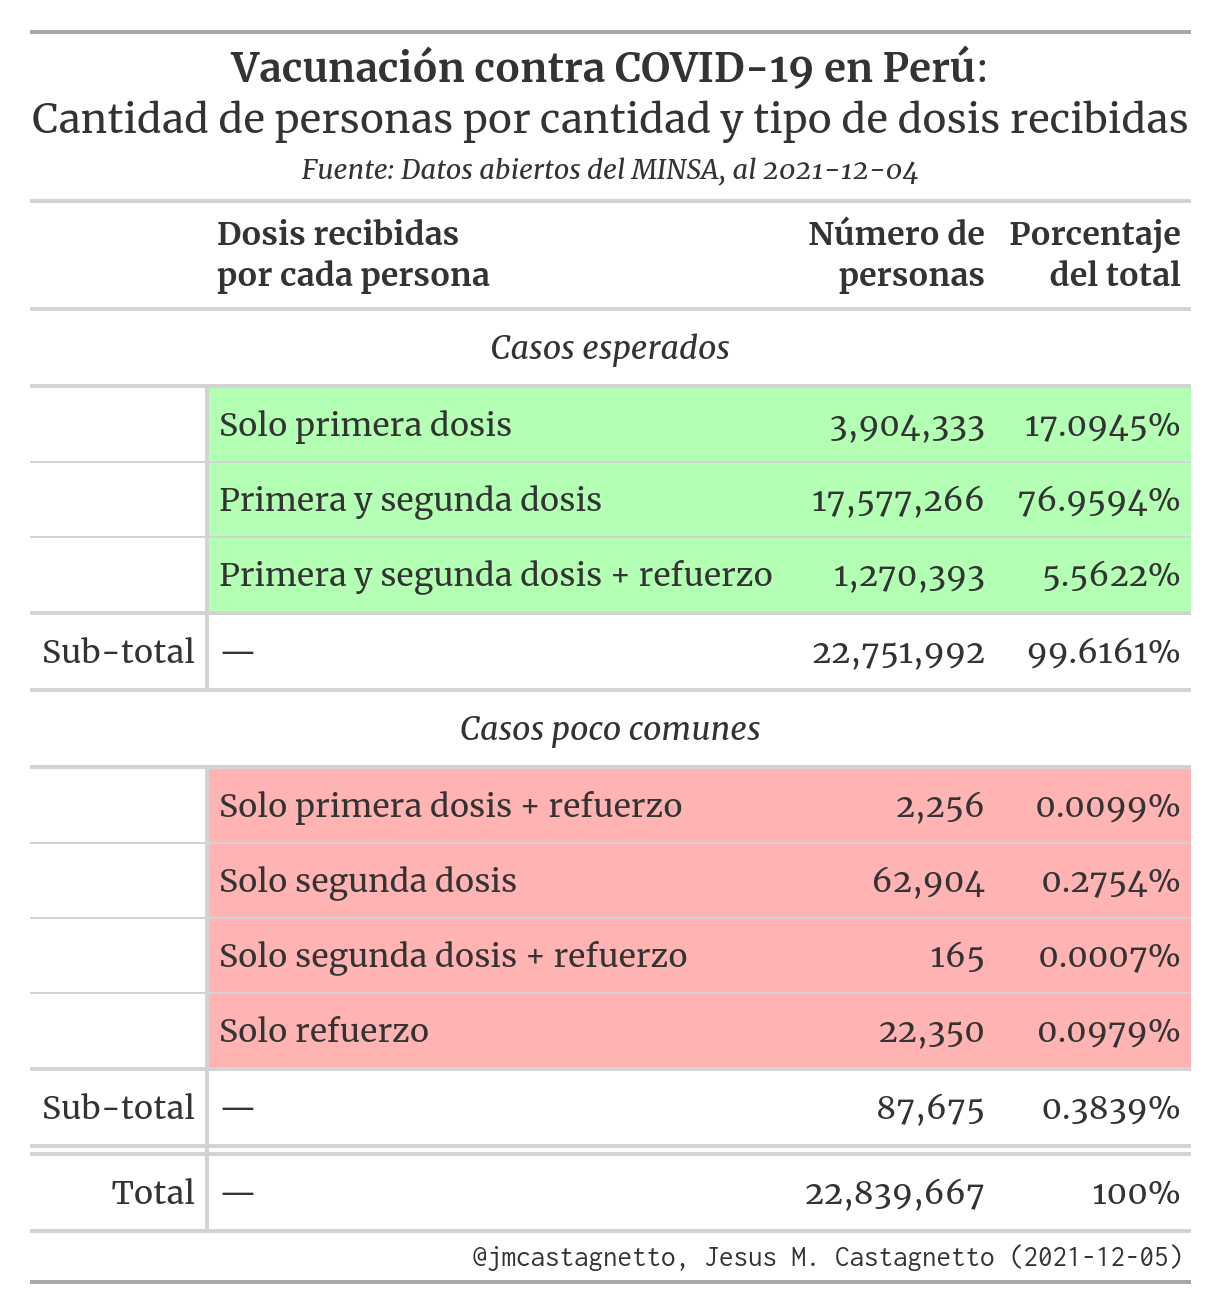 Vacunación contra COVID-19 en Perú:
Cantidad de personas por cantidad y tipo de dosis recibidas
Fuente: Datos abiertos del MINSA, al 2021-12-04
Dosis recibidas por cada persona Número de personas Porcentaje del total
Casos esperados
Solo primera dosis 3,904,333 17.0945%
Primera y segunda dosis 17,577,266 76.9594%
Primera y segunda dosis + refuerzo 1,270,393 5.5622%
Sub-total — 22,751,992 99.6161%
Casos poco comunes
Solo primera dosis + refuerzo 2,256 0.0099%
Solo segunda dosis 62,904 0.2754%
Solo segunda dosis + refuerzo 165 0.0007%
Solo refuerzo 22,350 0.0979%
Sub-total — 87,675 0.3839%
Total — 22,839,667 100%
@jmcastagnetto, Jesus M. Castagnetto (2021-12-05)